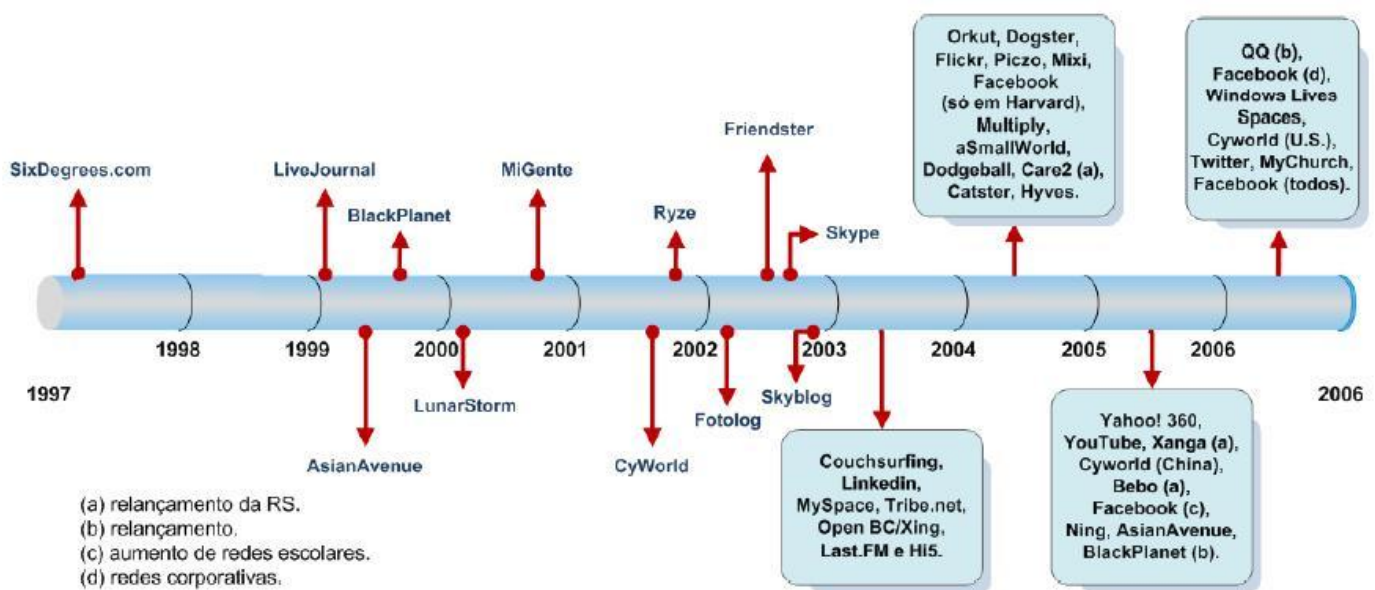 Orkut, Dogster,
Flickr, Piczo, Mixi,
Facebook
(só em Harvard),
Multiply,
aSmallWorld,
Dodgeball, Care2 (a),
Catster, Hyves.
QQ (b),
Facebook (d),
Windows Lives
Spaces,
Cyworld (U.S.),
Twitter, MyChurch,
Facebook (todos).
Friendster
SixDegrees.com
LiveJournal
MiGente
BlackPlanet
Ryze
Skype
1998
1999
2000
2001
2002
2003
2004
2005
2006
1997
2006
LunarStorm
Fotolog
Skyblog
AsianAvenue
CyWorld
Couchsurfing,
Linkedin,
MySpace, Tribe.net,
Open BC/Xing,
Last.FM e Hi5.
Yahoo! 360,
YouTube, Xanga (a),
Cyworld (China),
Bebo (a),
Facebook (c),
Ning, AsianAvenue,
BlackPlanet (b).
(a) relançamento da RS.
(b) relançamento.
(c) aumento de redes escolares.
(d) redes corporativas.